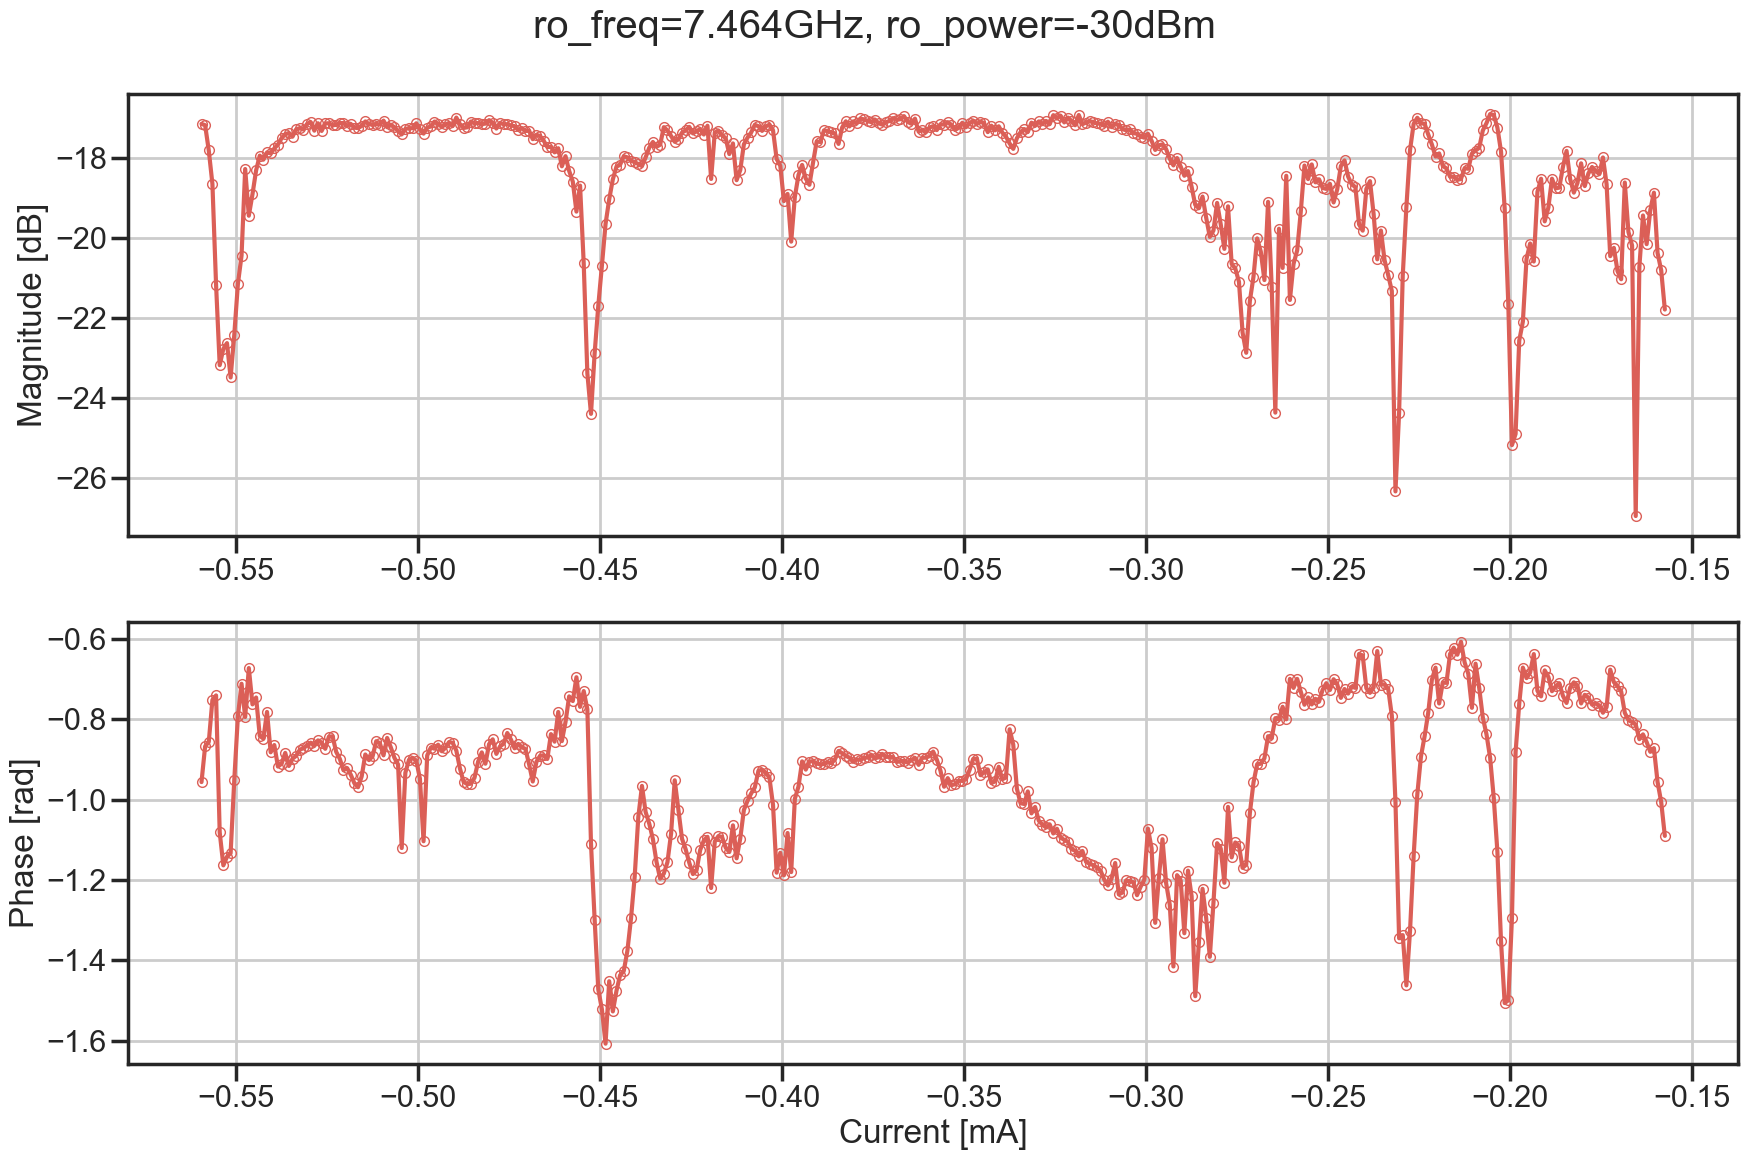 ro_freq=7.464GHz, ro_power=-30dBm
Magnitude [dB]
−18
−20
−22
−24
−26
−0.55 −0.50 −0.45 −0.40 −0.35 −0.30 −0.25 −0.20 −0.15
Phase [rad]
−0.6
−0.8
−1.0
−1.2
−1.4
−1.6
−0.55 −0.50 −0.45 −0.40 −0.35 −0.30 −0.25 −0.20 −0.15
Current [mA]